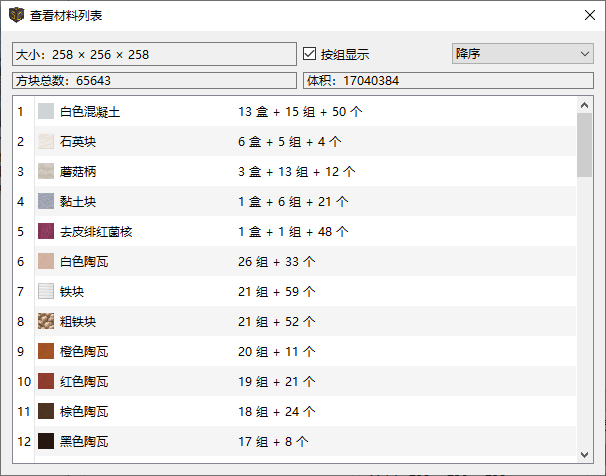 查看材料列表
大小: 258 × 256 × 258
按组显示
降序
方块总数: 65643
体积: 17040384
1 白色混凝土 13 盒 + 15 组 + 50 个
2 石英块 6 盒 + 5 组 + 4 个
3 蘑菇柄 3 盒 + 13 组 + 12 个
4 黏土块 1 盒 + 6 组 + 21 个
5 去皮绯红菌核 1 盒 + 1 组 + 48 个
6 白色陶瓦 26 组 + 33 个
7 铁块 21 组 + 59 个
8 粗铁块 21 组 + 52 个
9 橙色陶瓦 20 组 + 11 个
10 红色陶瓦 19 组 + 21 个
11 棕色陶瓦 18 组 + 24 个
12 黑色陶瓦 17 组 + 8 个